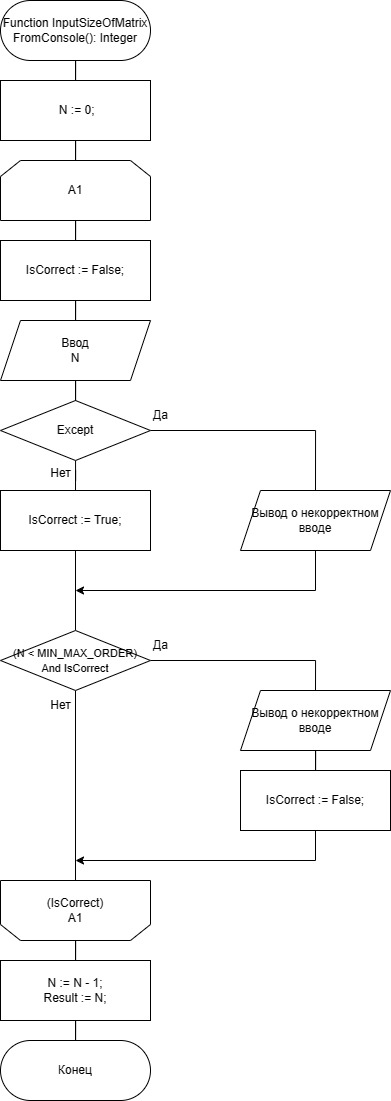 Function InputSizeOfMatrix
FromConsole(): Integer
N := 0;
A1
IsCorrect := False;
Ввод
N
Except
Да
Нет
IsCorrect := True;
Вывод о некорректном
вводе
(N < MIN_MAX_ORDER)
And IsCorrect
Да
Нет
Вывод о некорректном
вводе
IsCorrect := False;
(IsCorrect)
A1
N := N - 1;
Result := N;
Конец